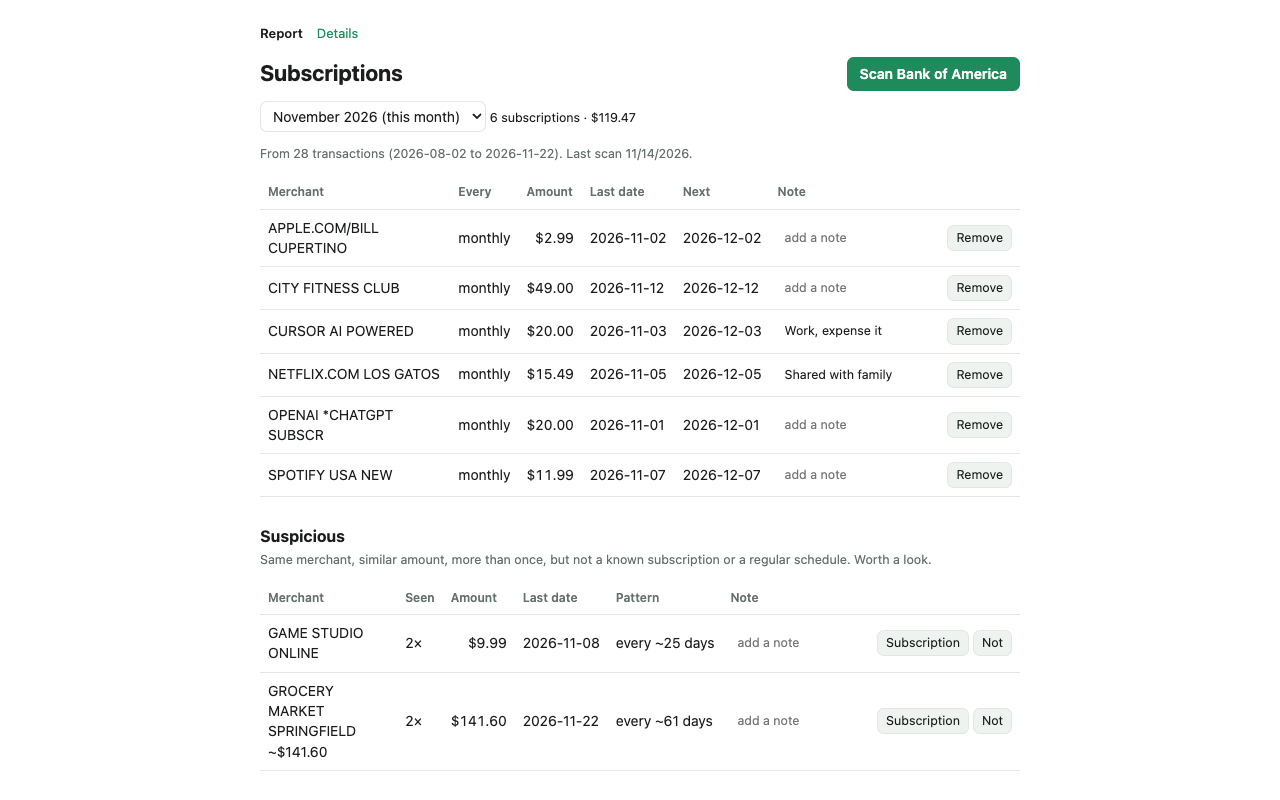 Report Details
Subscriptions
Scan Bank of America
November 2026 (this month) 6 subscriptions · $119.47
From 28 transactions (2026-08-02 to 2026-11-22). Last scan 11/14/2026.
Merchant Every Amount Last date Next Note
APPLE.COM/BILL
CUPERTINO
monthly $2.99 2026-11-02 2026-12-02 add a note Remove
CITY FITNESS CLUB monthly $49.00 2026-11-12 2026-12-12 add a note Remove
CURSOR AI POWERED monthly $20.00 2026-11-03 2026-12-03 Work, expense it Remove
NETFLIX.COM LOS GATOS monthly $15.49 2026-11-05 2026-12-05 Shared with family Remove
OPENAI *CHATGPT
SUBSCR
monthly $20.00 2026-11-01 2026-12-01 add a note Remove
SPOTIFY USA NEW monthly $11.99 2026-11-07 2026-12-07 add a note Remove
Suspicious
Same merchant, similar amount, more than once, but not a known subscription or a regular schedule. Worth a look.
Merchant Seen Amount Last date Pattern Note
GAME STUDIO
ONLINE
2× $9.99 2026-11-08 every ~25 days add a note Subscription Not
GROCERY
MARKET
SPRINGFIELD
~$141.60
2× $141.60 2026-11-22 every ~61 days add a note Subscription Not